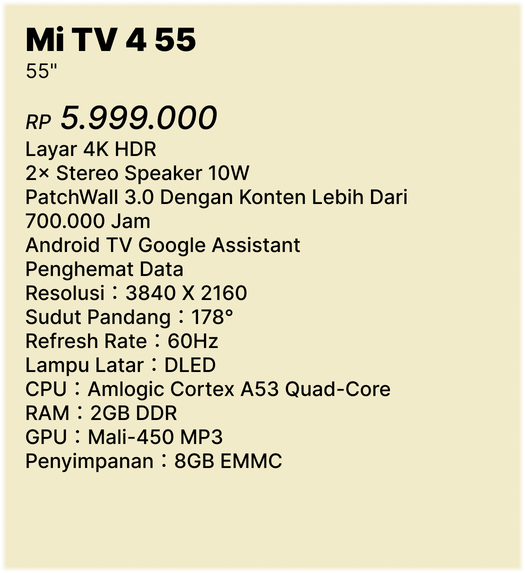 Mi TV 4 55
55"
RP 5.999.000
Layar 4K HDR
2× Stereo Speaker 10W
PatchWall 3.0 Dengan Konten Lebih Dari
700.000 Jam
Android TV Google Assistant
Penghemat Data
Resolusi：3840 X 2160
Sudut Pandang：178°
Refresh Rate：60Hz
Lampu Latar：DLED
CPU：Amlogic Cortex A53 Quad-Core
RAM：2GB DDR
GPU：Mali-450 MP3
Penyimpanan：8GB EMMC